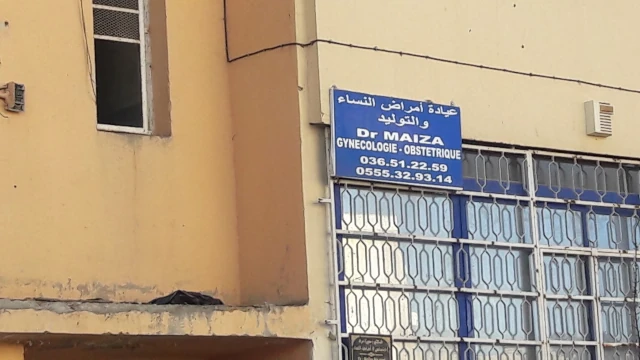 عيادة أمراض النساء
والتوليد
Dr MAIZA
GYNECOLOGIE - OBSTETRIQUE
036.51.22.59
0555.32.93.14